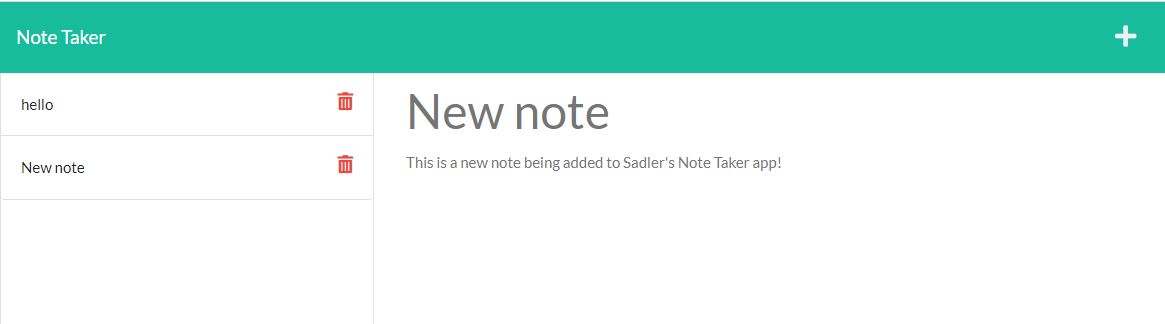 Note Taker
hello
New note
New note
This is a new note being added to Sadler's Note Taker app!